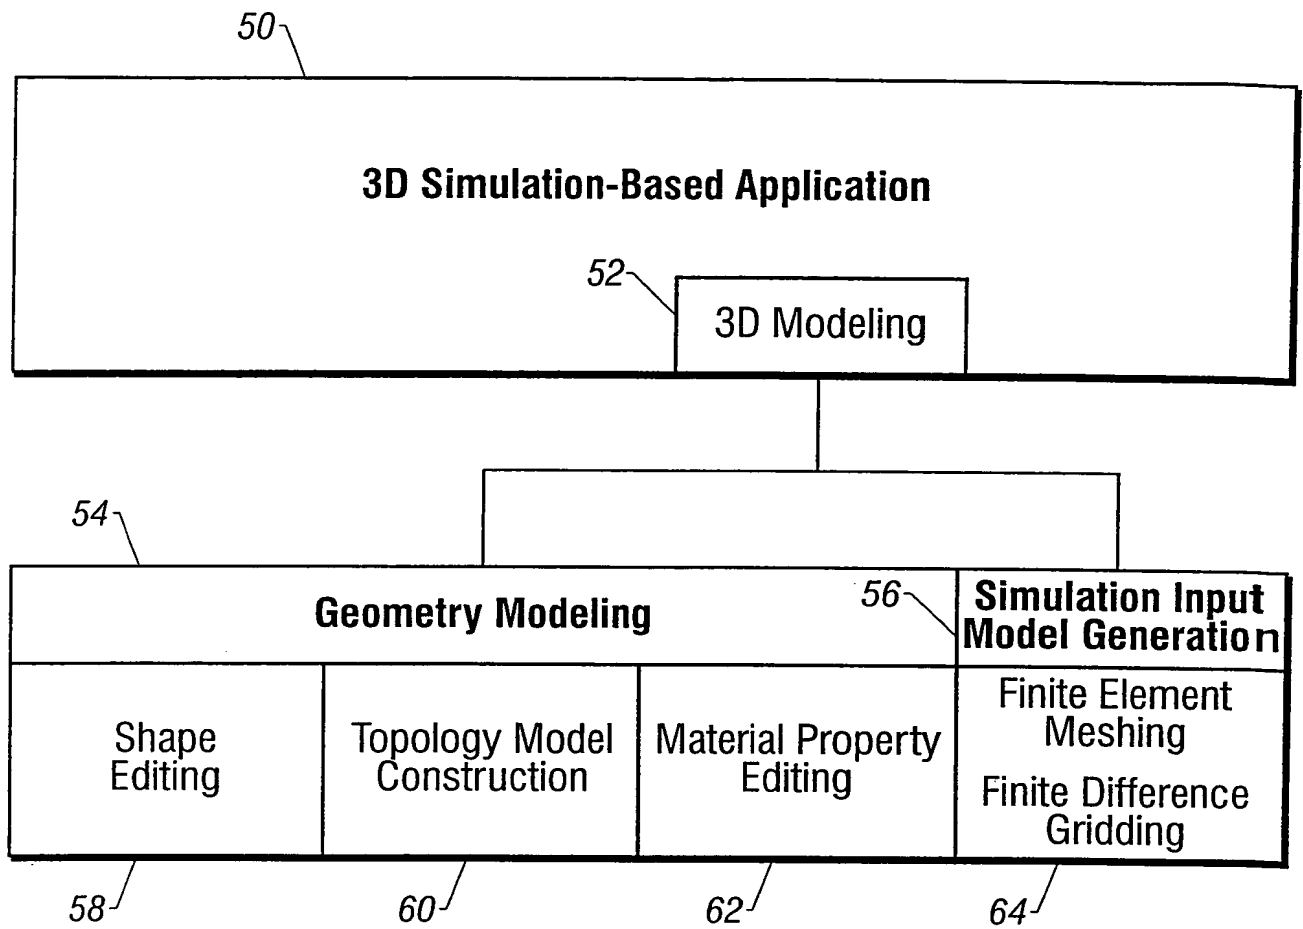 50
3D Simulation-Based Application
52
3D Modeling
54
Geometry Modeling
56
Simulation Input
Model Generation
Shape
Editing
Topology Model
Construction
Material Property
Editing
Finite Element
Meshing
Finite Difference
Gridding
58
60
62
64